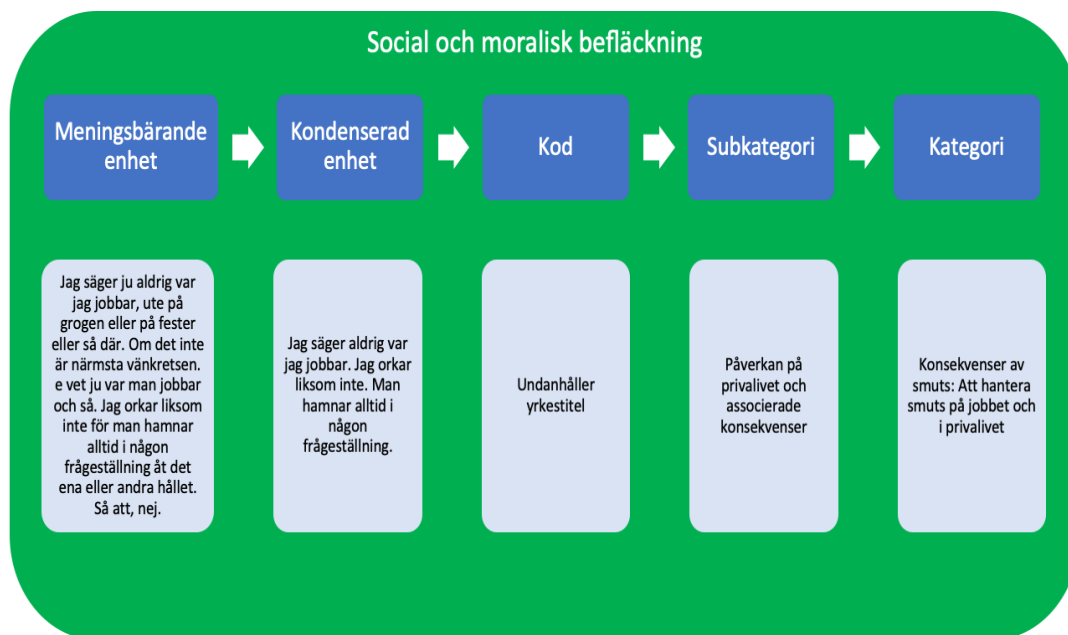 Social och moralisk befläckning
Meningsbärande
enhet
Kondenserad
enhet
Kod
Subkategori
Kategori
Jag säger ju aldrig var
jag jobbar, ute på
grogen eller på fester
eller så där. Om det inte
är närmsta vänkretsen.
e vet ju var man jobbar
och så. Jag orkar liksom
inte för man hamnar
alltid i någon
frågeställning åt det
ena eller andra hållet.
Så att, nej.
Jag säger aldrig var
jag jobbar. Jag orkar
liksom inte. Man
hamnar alltid i
någon
frågeställning.
Undanhåller
yrkestitel
Påverkan på
privalivet och
associerade
konsekvenser
Konsekvenser av
smuts: Att hantera
smuts på jobbet och
i privalivet